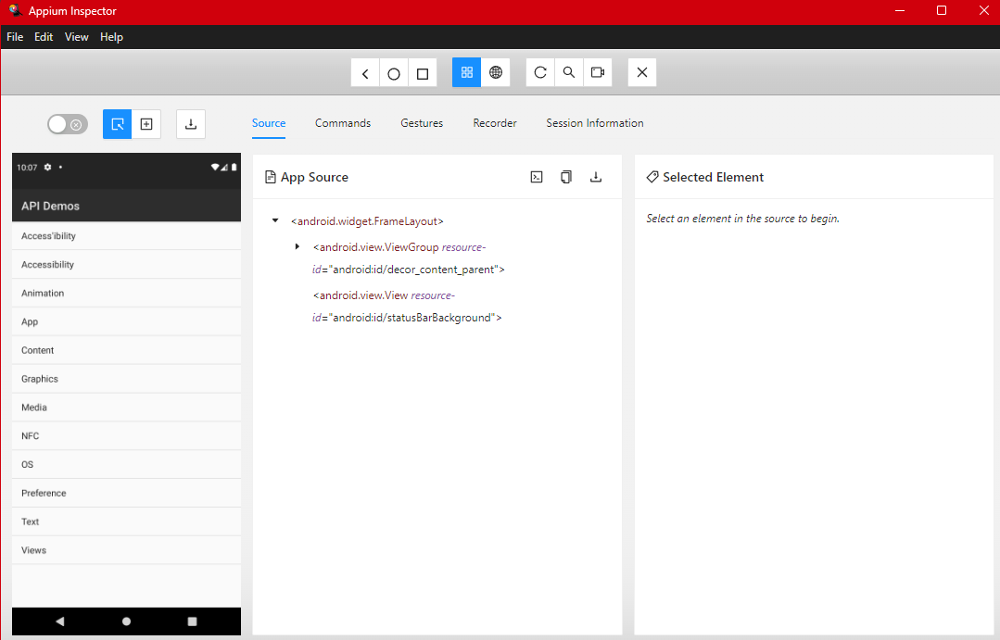 Appium Inspector
File Edit View Help
Source Commands Gestures Recorder Session Information
10:07
API Demos
Access'ibility
Accessibility
Animation
App
Content
Graphics
Media
NFC
OS
Preference
Text
Views
App Source
<android.widget.FrameLayout>
<android.view.ViewGroup resource-
id="android:id/decor_content_parent">
<android.view.View resource-
id="android:id/statusBarBackground">
Selected Element
Select an element in the source to begin.